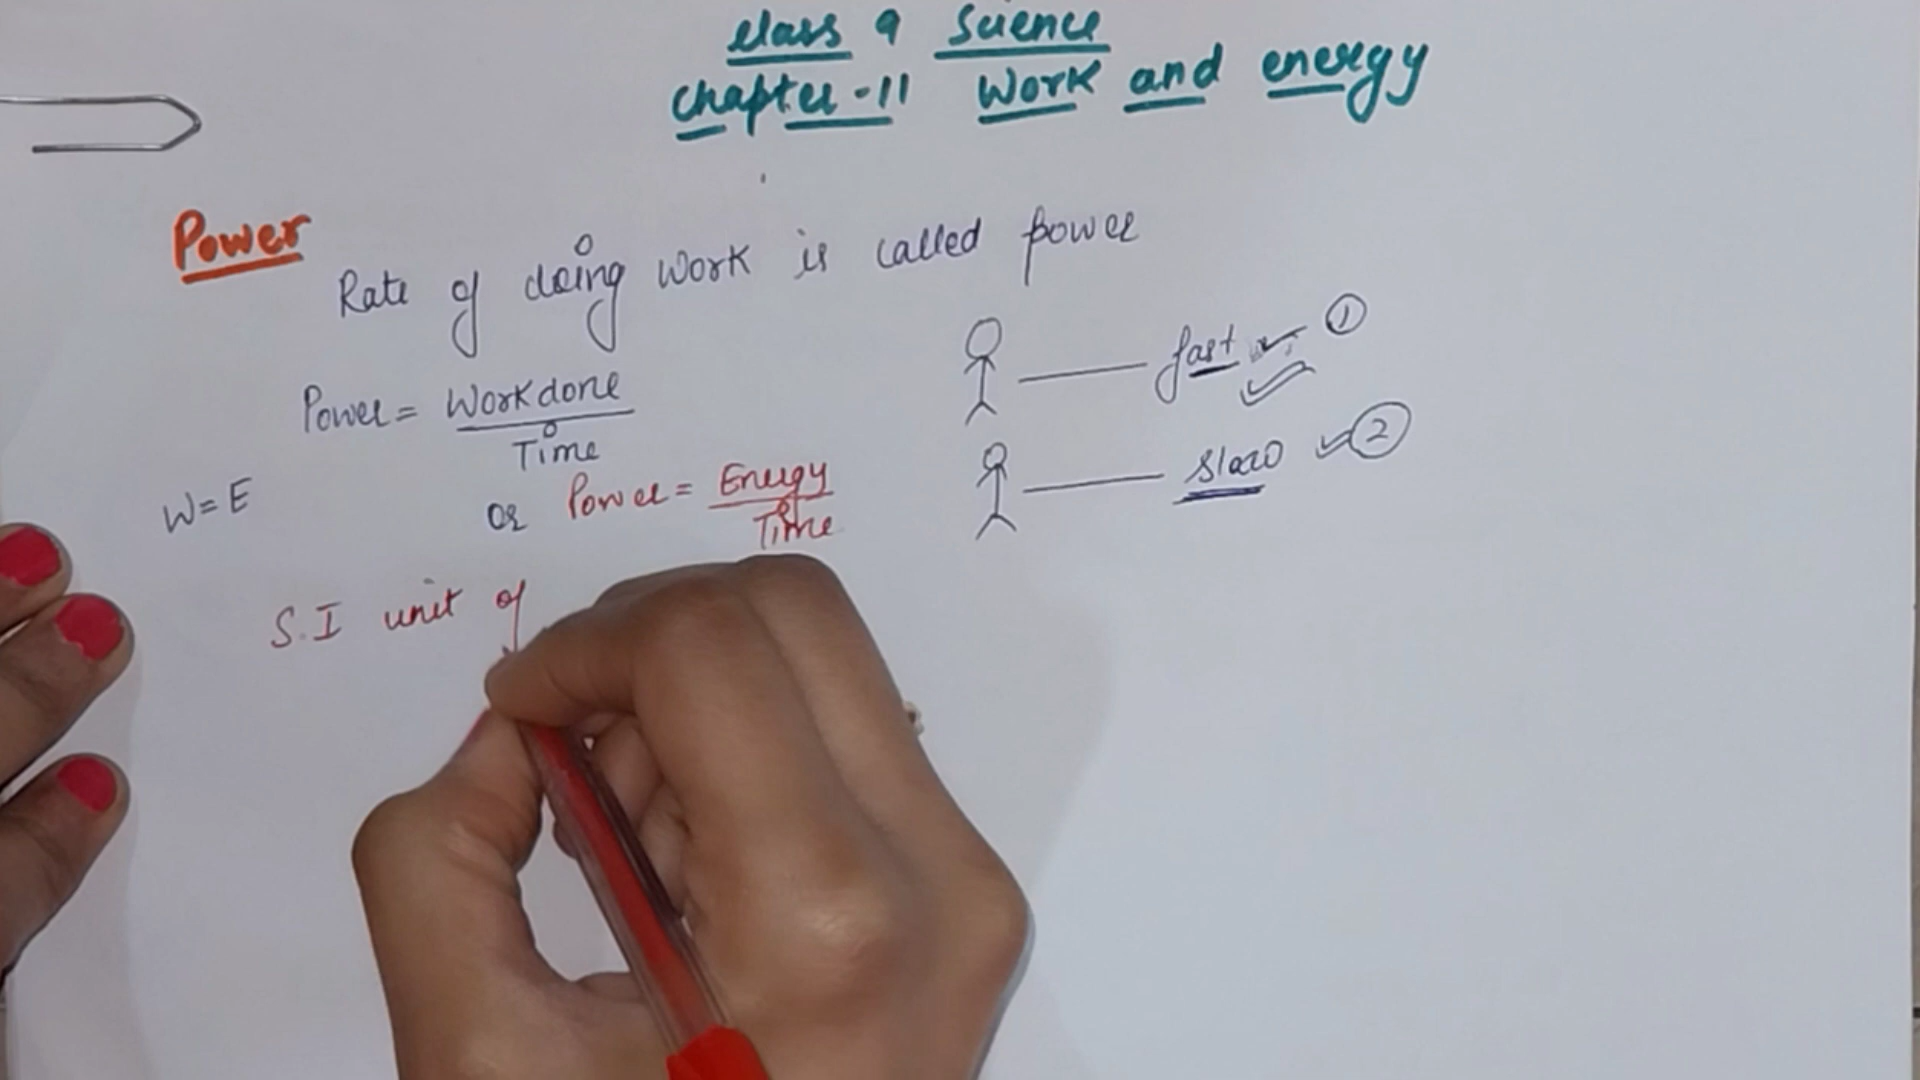 Class 9 Science
Chapter-11 Work and energy
Power
Rate of doing work is called power
fast ✓ 1
Power = Workdone / Time
slow ✓ 2
W = E
or Power = Energy / Time
S.I unit of